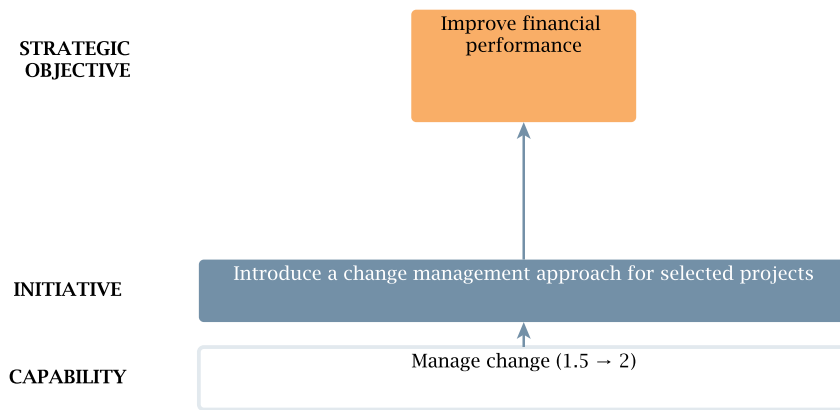 STRATEGIC
OBJECTIVE
Improve financial
performance
INITIATIVE
Introduce a change management approach for selected projects
CAPABILITY
Manage change (1.5 → 2)